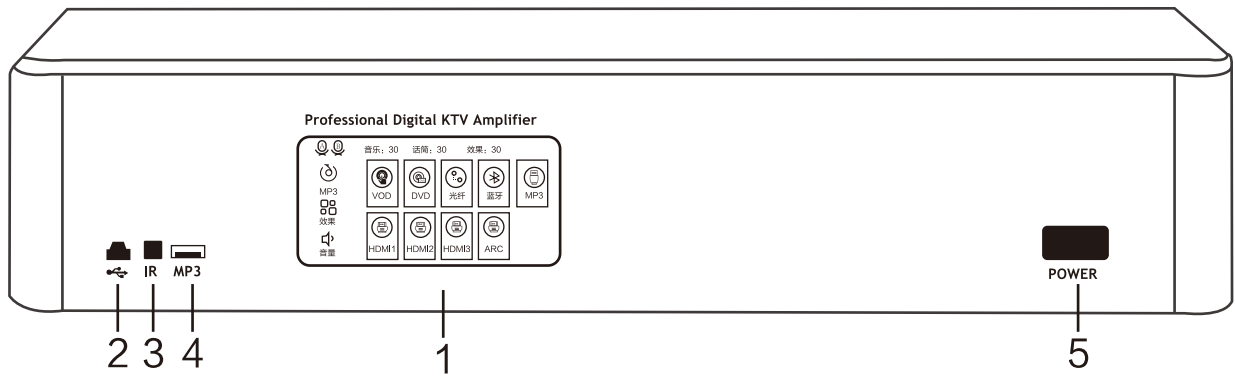 Professional Digital KTV Amplifier
A B 音乐：30 话筒：30 效果：30
MP3
VOD DVD 光纤 蓝牙 MP3
效果
音量
HDMI1 HDMI2 HDMI3 ARC
IR MP3
POWER
2 3 4 1 5